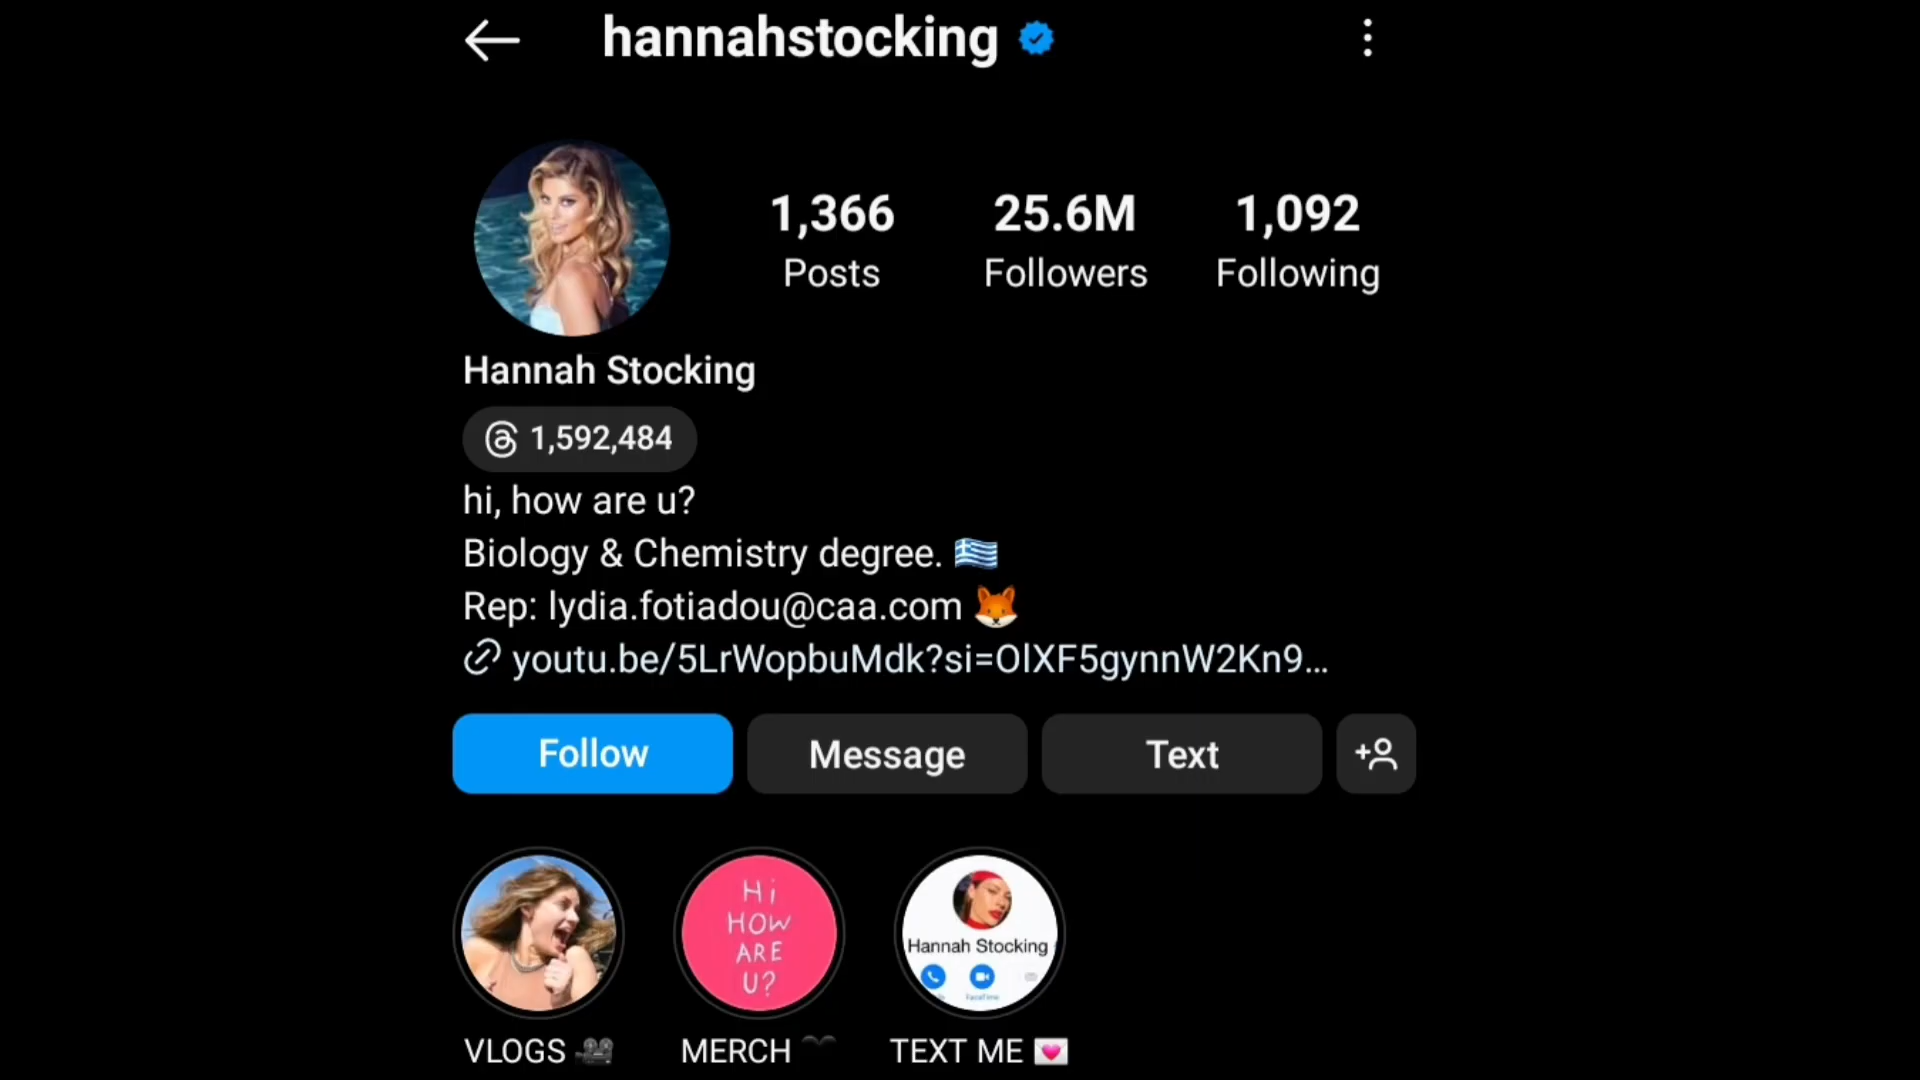 hannahstocking
1,366 25.6M 1,092
Posts Followers Following
Hannah Stocking
1,592,484
hi, how are u?
Biology & Chemistry degree. 🇬🇷
Rep: lydia.fotiadou@caa.com 🦊
youtu.be/5LrWopbuMdk?si=OlXF5gynnW2Kn9...
Follow Message Text
Hi
HOW
ARE
U?
Hannah Stocking
FaceTime
VLOGS 🎥 MERCH 🖤 TEXT ME 💌